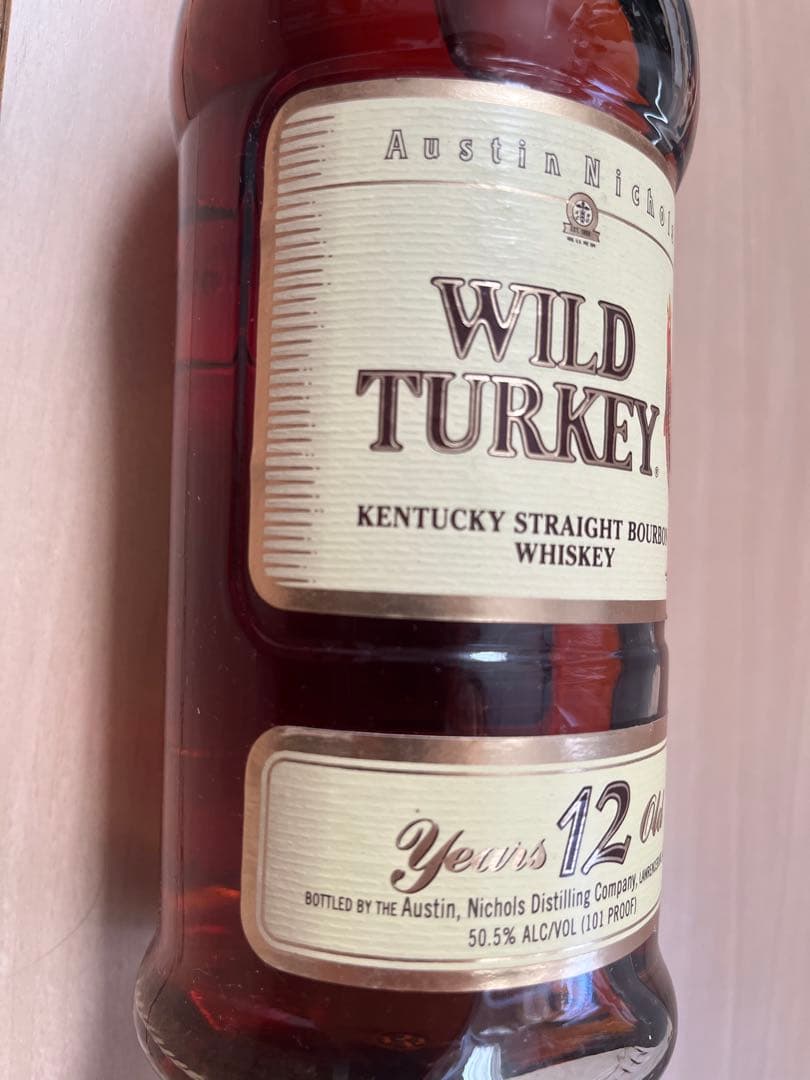 Austin Nichols
WILD
TURKEY®
KENTUCKY STRAIGHT BOURBON
WHISKEY
Years 12 Old
BOTTLED BY THE Austin, Nichols Distilling Company,
50.5% ALC/VOL (101 PROOF)